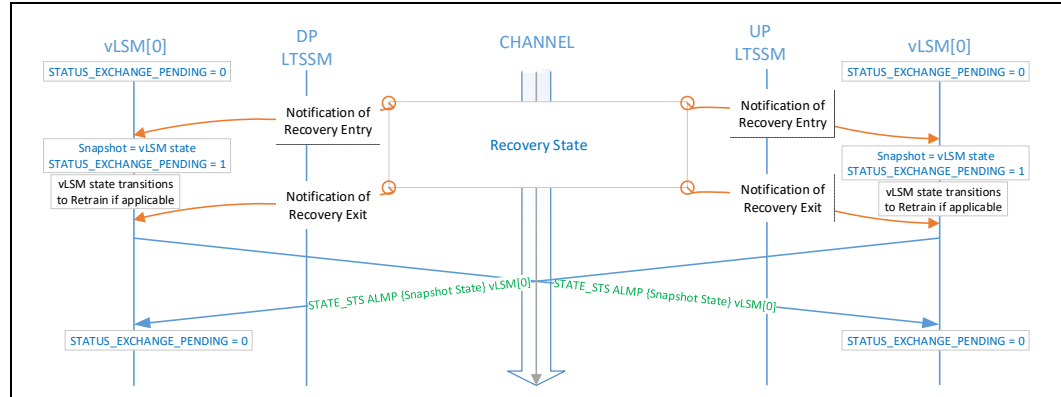 vLSM[0]
DP
LTSSM
CHANNEL
UP
LTSSM
vLSM[0]
STATUS_EXCHANGE_PENDING = 0
STATUS_EXCHANGE_PENDING = 0
Notification of
Recovery Entry
Notification of
Recovery Entry
Recovery State
Snapshot = vLSM state
STATUS_EXCHANGE_PENDING = 1
Snapshot = vLSM state
STATUS_EXCHANGE_PENDING = 1
vLSM state transitions
to Retrain if applicable
Notification of
Recovery Exit
Notification of
Recovery Exit
vLSM state transitions
to Retrain if applicable
STATE_STS ALMP {Snapshot State} vLSM[0]
STATE_STS ALMP {Snapshot State} vLSM[0]
STATUS_EXCHANGE_PENDING = 0
STATUS_EXCHANGE_PENDING = 0